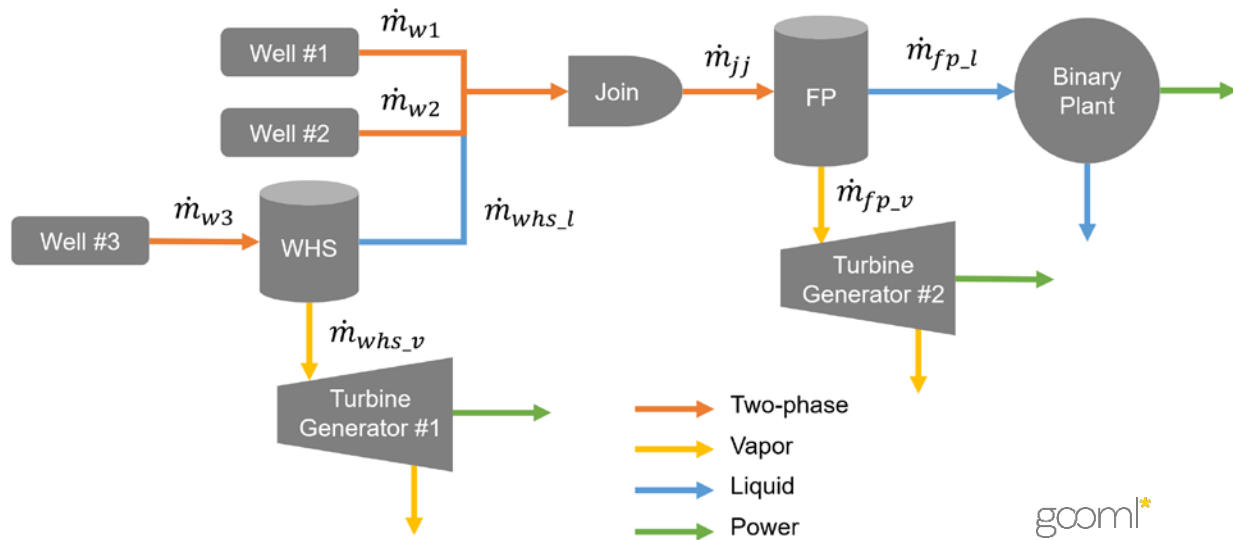 ṁw1
Well #1
ṁw2
Well #2
Join
ṁjj
FP
ṁfp_l
Binary
Plant
ṁw3
Well #3
WHS
ṁwhs_l
ṁfp_v
Turbine
Generator #2
ṁwhs_v
Turbine
Generator #1
Two-phase
Vapor
Liquid
Power
gooml*